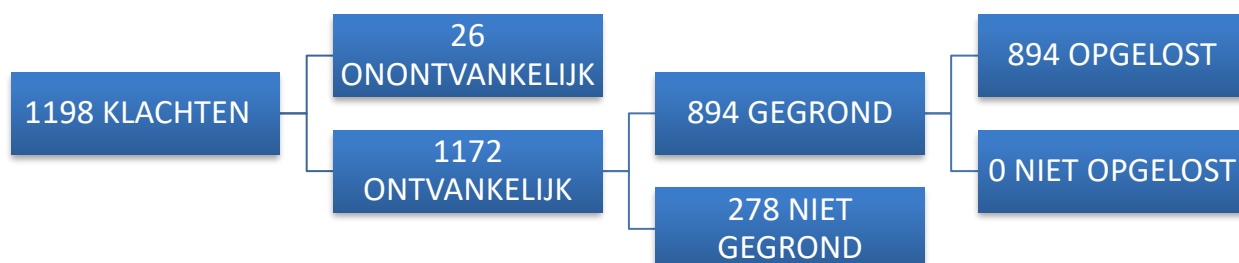 1198 KLACHTEN
26
ONONTVANKELIJK
1172
ONTVANKELIJK
894 GEGROND
278 NIET
GEGROND
894 OPGELOST
0 NIET OPGELOST